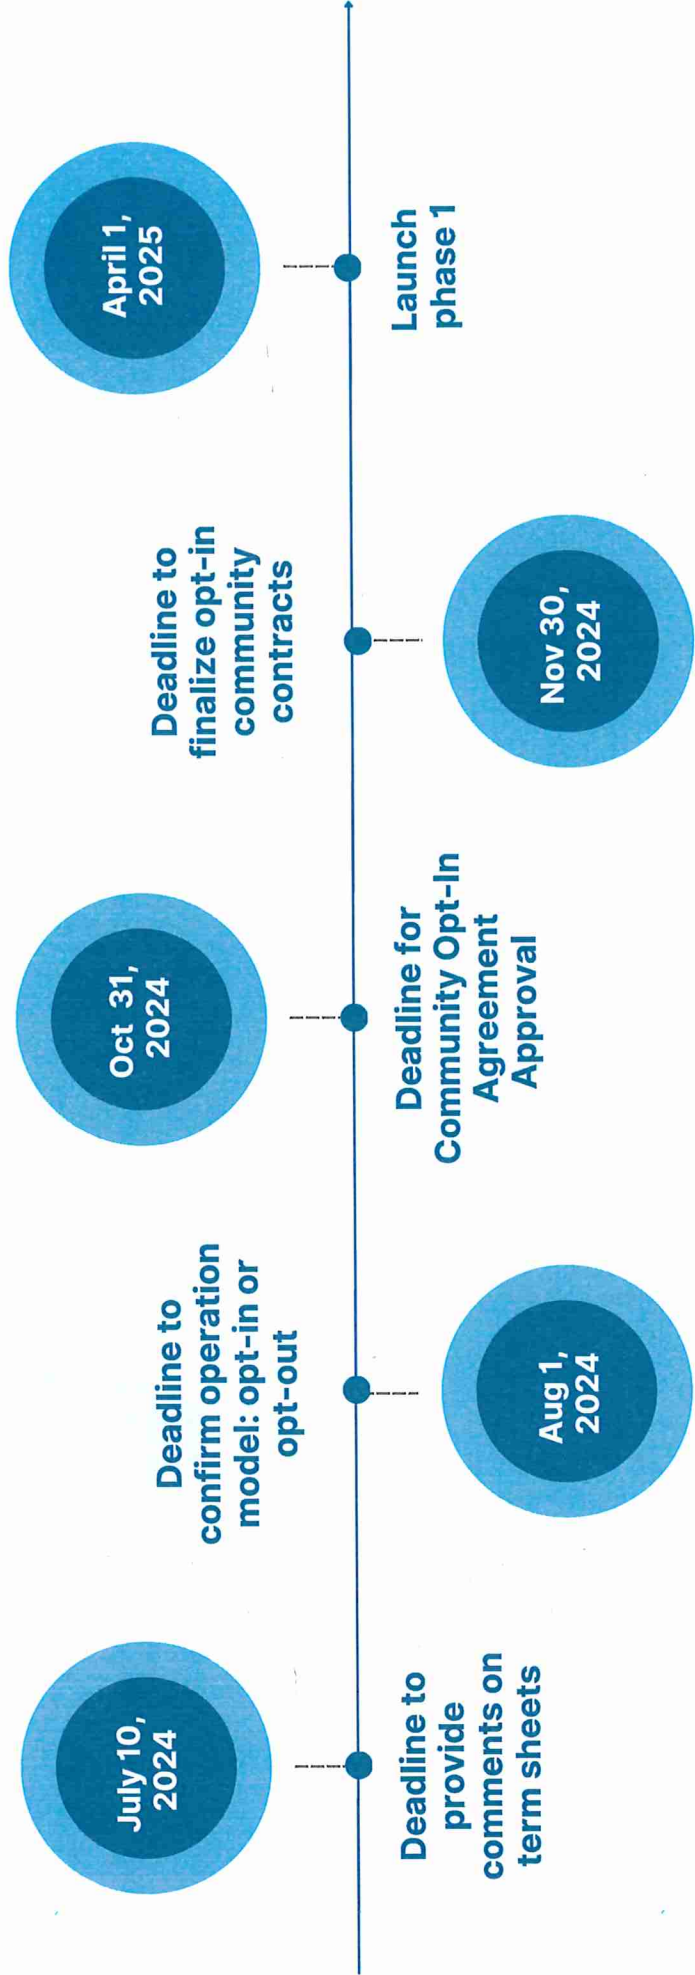 July 10,
2024
Deadline to
provide
comments on
term sheets
Deadline to
confirm operation
model: opt-in or
opt-out
Aug 1,
2024
Oct 31,
2024
Deadline for
Community Opt-In
Agreement
Approval
Deadline to
finalize opt-in
community
contracts
Nov 30,
2024
April 1,
2025
Launch
phase 1